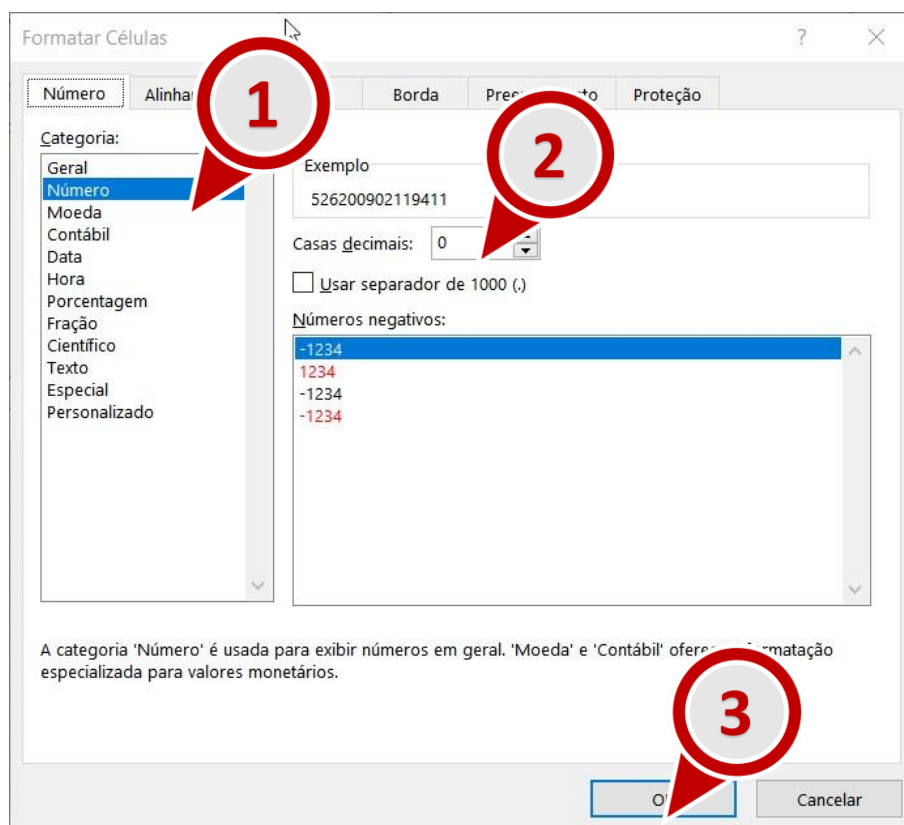 Formatar Células
Número Borda Proteção
1
Categoria:
Geral
Número
Moeda
Contábil
Data
Hora
Porcentagem
Fração
Científico
Texto
Especial
Personalizado
2
Exemplo
526200902119411
Casas decimais: 0
Usar separador de 1000 (.)
Números negativos:
-1234
1234
-1234
-1234
A categoria 'Número' é usada para exibir números em geral. 'Moeda' e 'Contábil'
especializada para valores monetários.
3
Cancelar